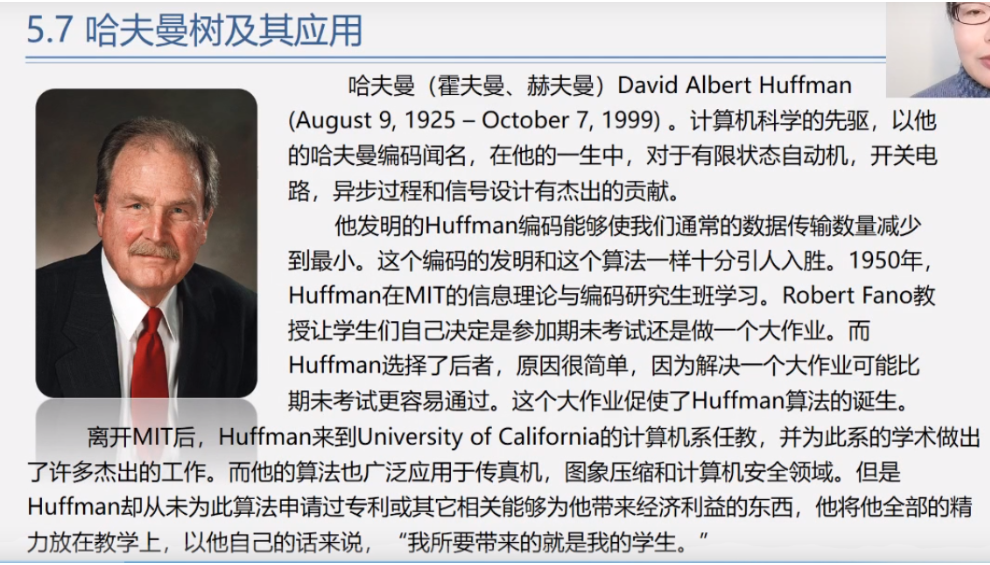 5.7 哈夫曼树及其应用
哈夫曼（霍夫曼、赫夫曼）David Albert Huffman
(August 9, 1925 – October 7, 1999) 。计算机科学的先驱，以他
的哈夫曼编码闻名，在他的一生中，对于有限状态自动机，开关电
路，异步过程和信号设计有杰出的贡献。
他发明的Huffman编码能够使我们通常的数据传输数量减少
到最小。这个编码的发明和这个算法一样十分引人入胜。1950年，
Huffman在MIT的信息理论与编码研究生班学习。Robert Fano教
授让学生们自己决定是参加期未考试还是做一个大作业。而
Huffman选择了后者，原因很简单，因为解决一个大作业可能比
期未考试更容易通过。这个大作业促使了Huffman算法的诞生。
离开MIT后，Huffman来到University of California的计算机系任教，并为此系的学术做出
了许多杰出的工作。而他的算法也广泛应用于传真机，图象压缩和计算机安全领域。但是
Huffman却从未为此算法申请过专利或其它相关能够为他带来经济利益的东西，他将他全部的精
力放在教学上，以他自己的话来说，“我所要带来的就是我的学生。”